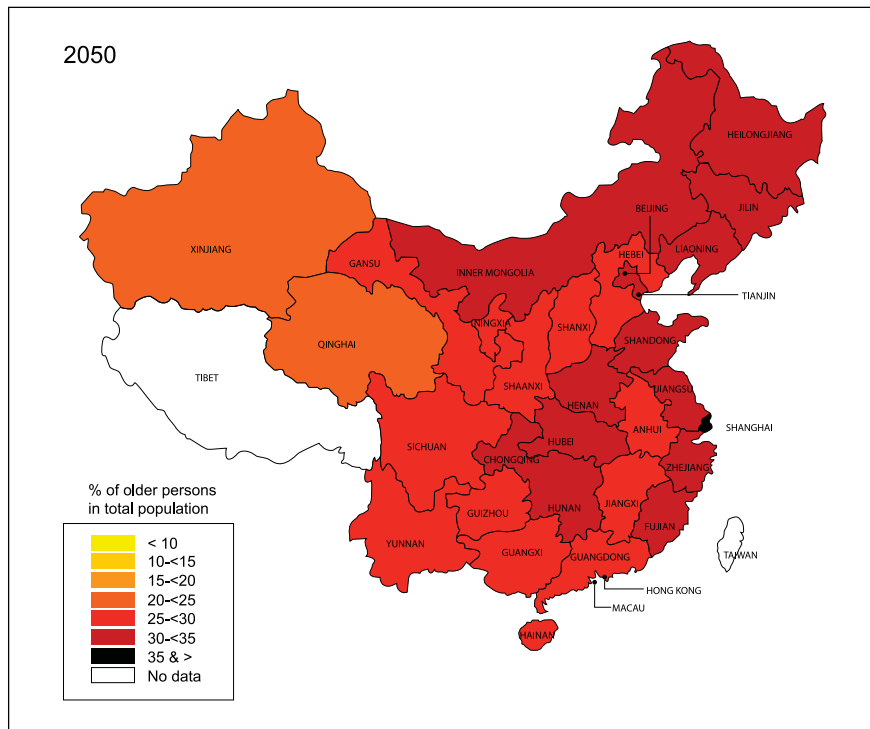 2050
HEILONGJIANG
JILIN
BEIJING
LIAONING
XINJIANG
HEBEI
GANSU
INNER MONGOLIA
TIANJIN
NINGXIA
SHANXI
SHANDONG
QINGHAI
TIBET
SHAANXI
JIANGSU
HENAN
ANHUI
SHANGHAI
HUBEI
SICHUAN
CHONGQING
ZHEJIANG
HUNAN
JIANGXI
GUIZHOU
FUJIAN
YUNNAN
GUANGXI
GUANGDONG
TAIWAN
HONG KONG
MACAU
HAINAN
% of older persons
in total population
< 10
10-<15
15-<20
20-<25
25-<30
30-<35
35 & >
No data